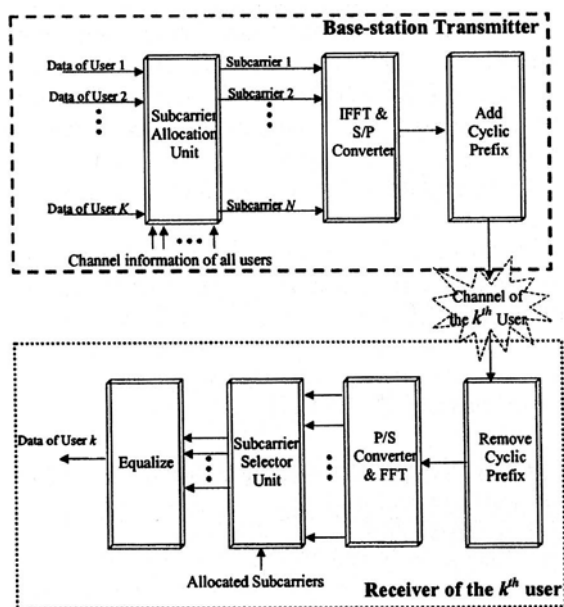 Base-station Transmitter
Data of User 1
Data of User 2
Data of User K
Subcarrier
Allocation
Unit
Subcarrier 1
Subcarrier 2
Subcarrier N
IFFT &
S/P
Converter
Add
Cyclic
Prefix
Channel information of all users
Channel of
the kth User
Data of User k
Equalize
Subcarrier
Selector
Unit
P/S
Converter
& FFT
Remove
Cyclic
Prefix
Allocated Subcarriers
Receiver of the kth user